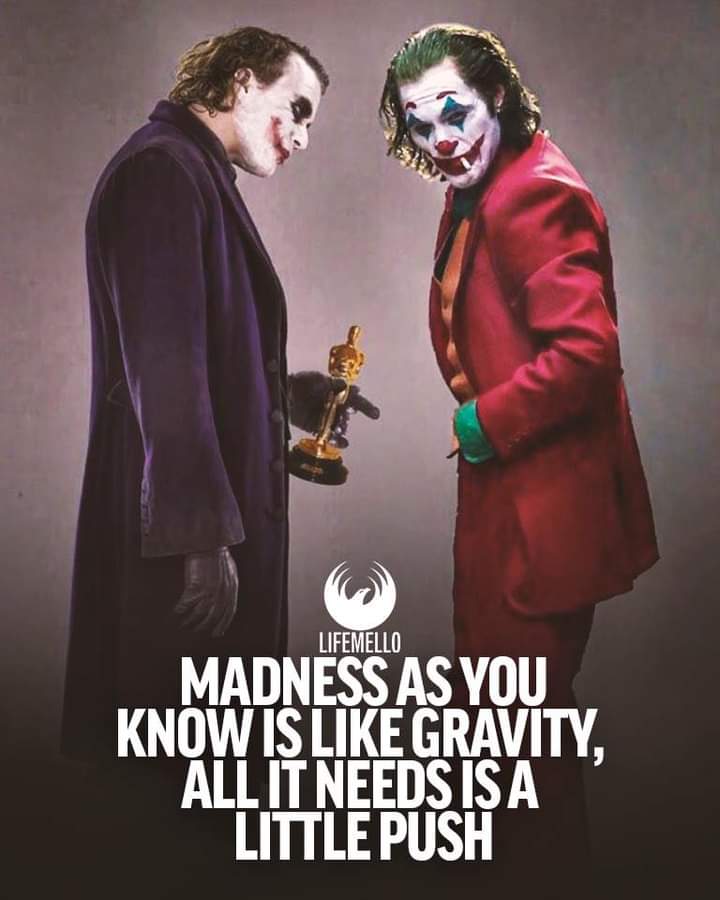 LIFEMELLO
MADNESS AS YOU
KNOW IS LIKE GRAVITY,
ALL IT NEEDS IS A
LITTLE PUSH